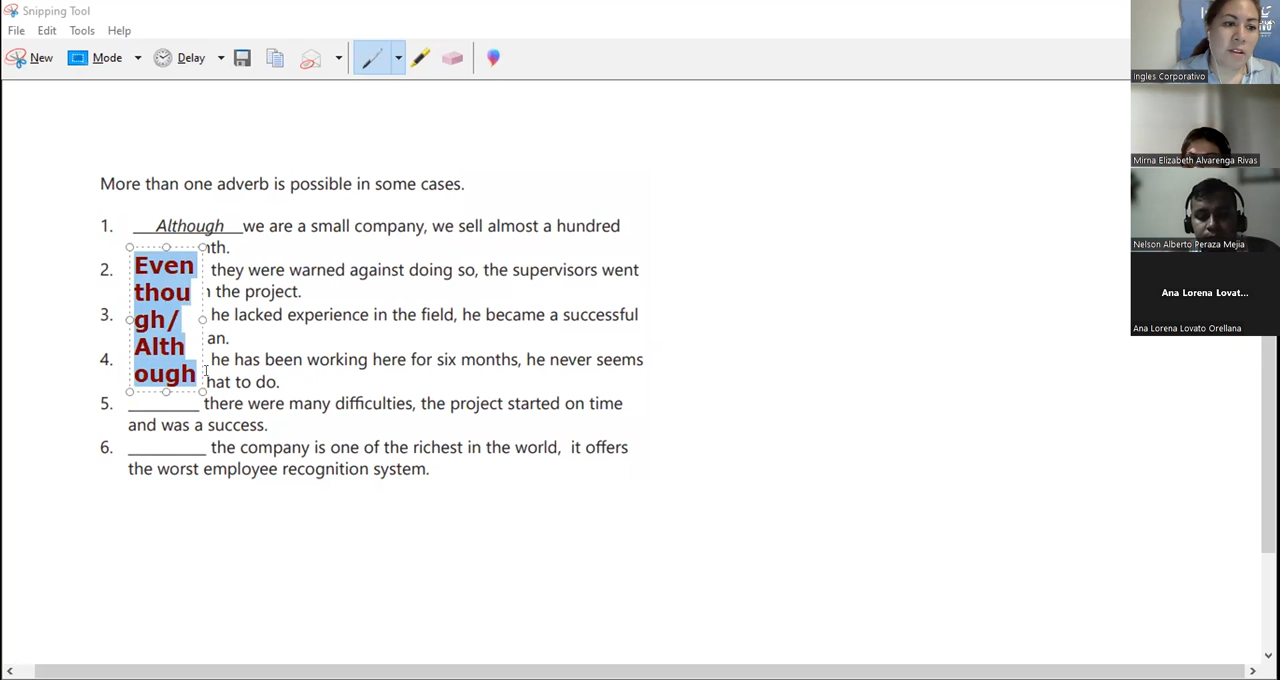 Snipping Tool
File Edit Tools Help
New Mode Delay
Ingles Corporativo
Mirna Elizabeth Alvarenga Rivas
Nelson Alberto Peraza Mejia
Ana Lorena Lovat...
Ana Lorena Lovato Orellana
More than one adverb is possible in some cases.
1. __Although__we are a small company, we sell almost a hundred
nth.
2. they were warned against doing so, the supervisors went
the project.
3. he lacked experience in the field, he became a successful
an.
4. he has been working here for six months, he never seems
hat to do.
Even
thou
gh/
Alth
ough
5. ________ there were many difficulties, the project started on time
and was a success.
6. _________ the company is one of the richest in the world, it offers
the worst employee recognition system.